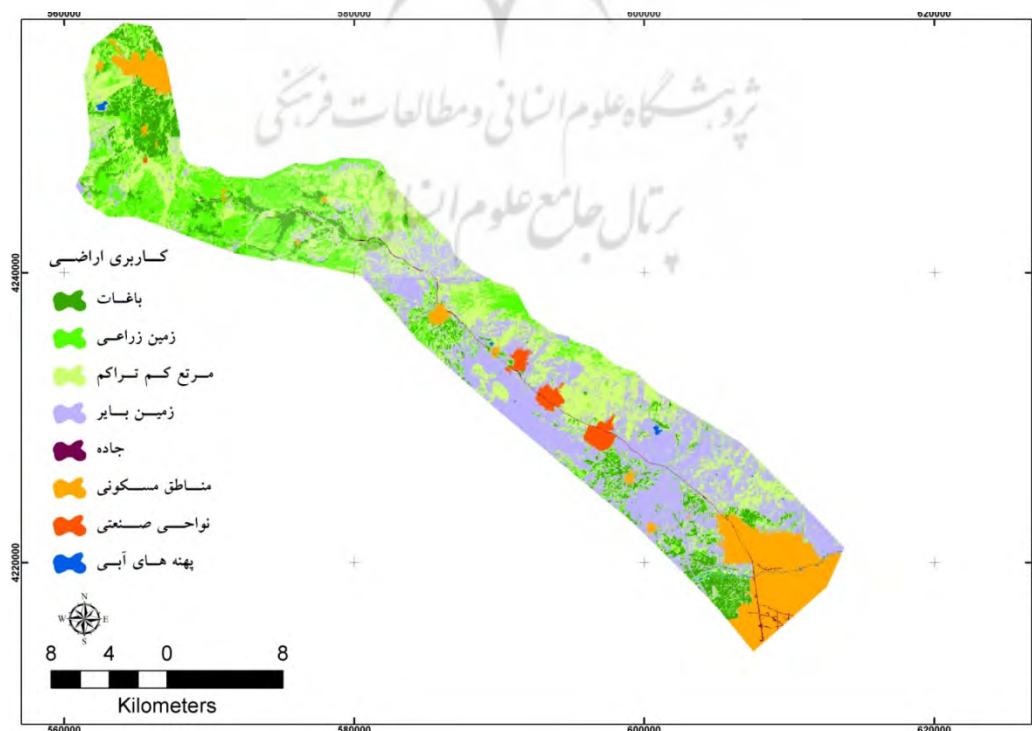 560000 580000 600000 620000
پژوهشگاه علوم انسانی و مطالعات فرهنگی
پرتال جامع علوم انسانی
4240000
4220000
کاربری اراضی
باغات
زمین زراعی
مرتع کم تراکم
زمین بایر
جاده
مناطق مسکونی
نواحی صنعتی
پهنه های آبی
N
W E
S
8 4 0 8
Kilometers
560000 580000 600000 620000